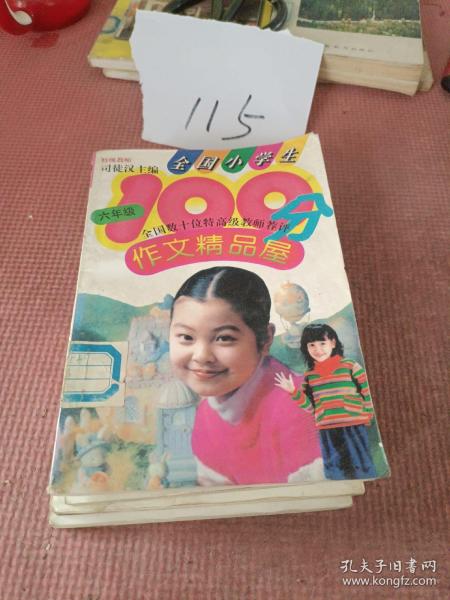 115
特级教师
司徒汉主编
全国小学生
六年级
100分
全国数十位特高级教师荐评
作文精品屋
孔夫子旧书网
www.kongfz.com